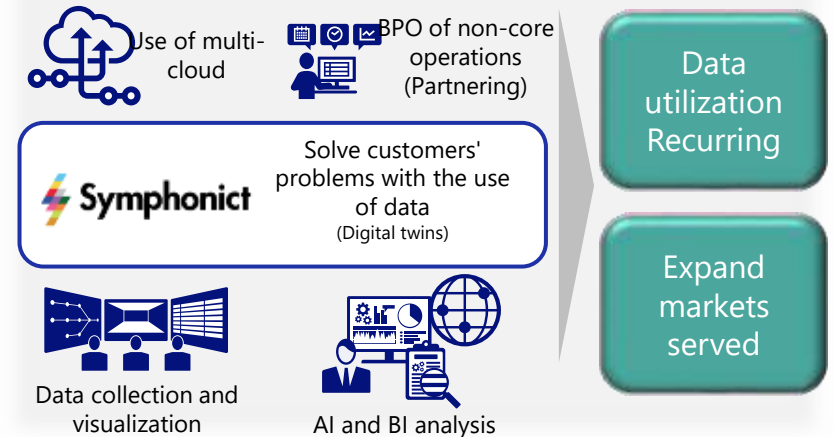 Use of multi-
cloud
BPO of non-core
operations
(Partnering)
Symphonict
Solve customers'
problems with the use
of data
(Digital twins)
Data collection and
visualization
AI and BI analysis
Data
utilization
Recurring
Expand
markets
served